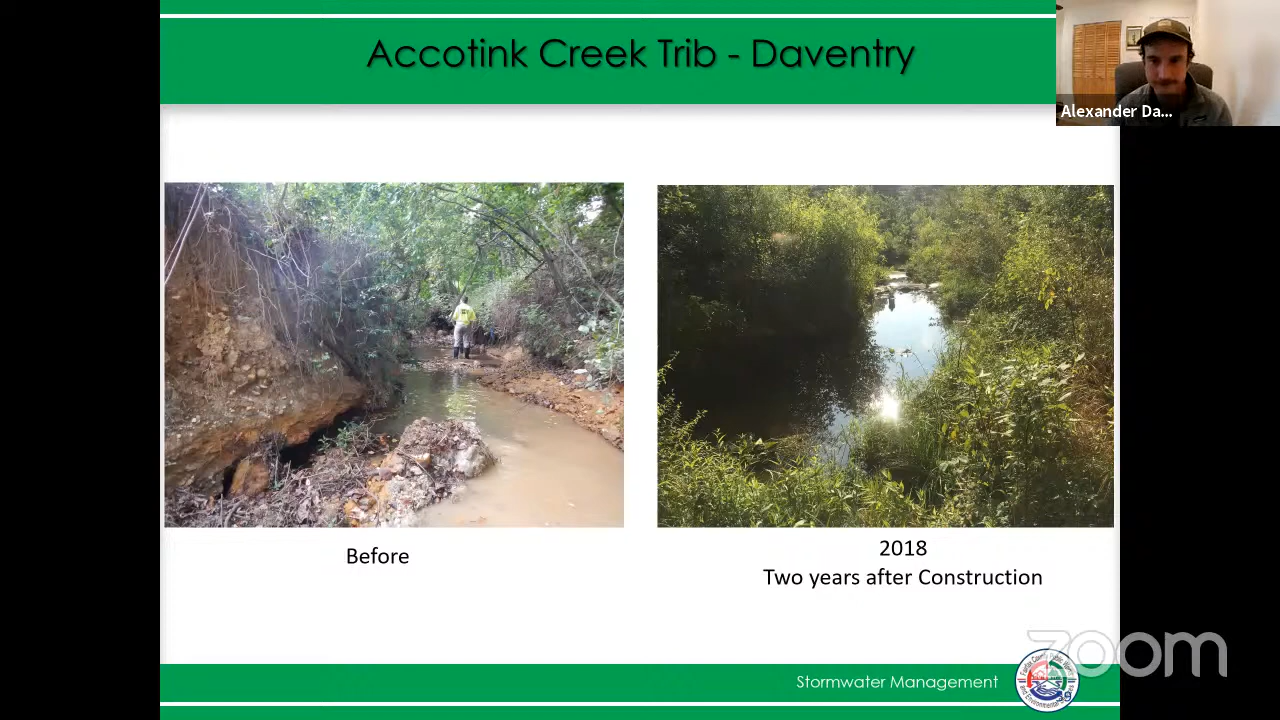 Accotink Creek Trib - Daventry
Alexander Da...
Before
2018
Two years after Construction
Stormwater Management
zoom